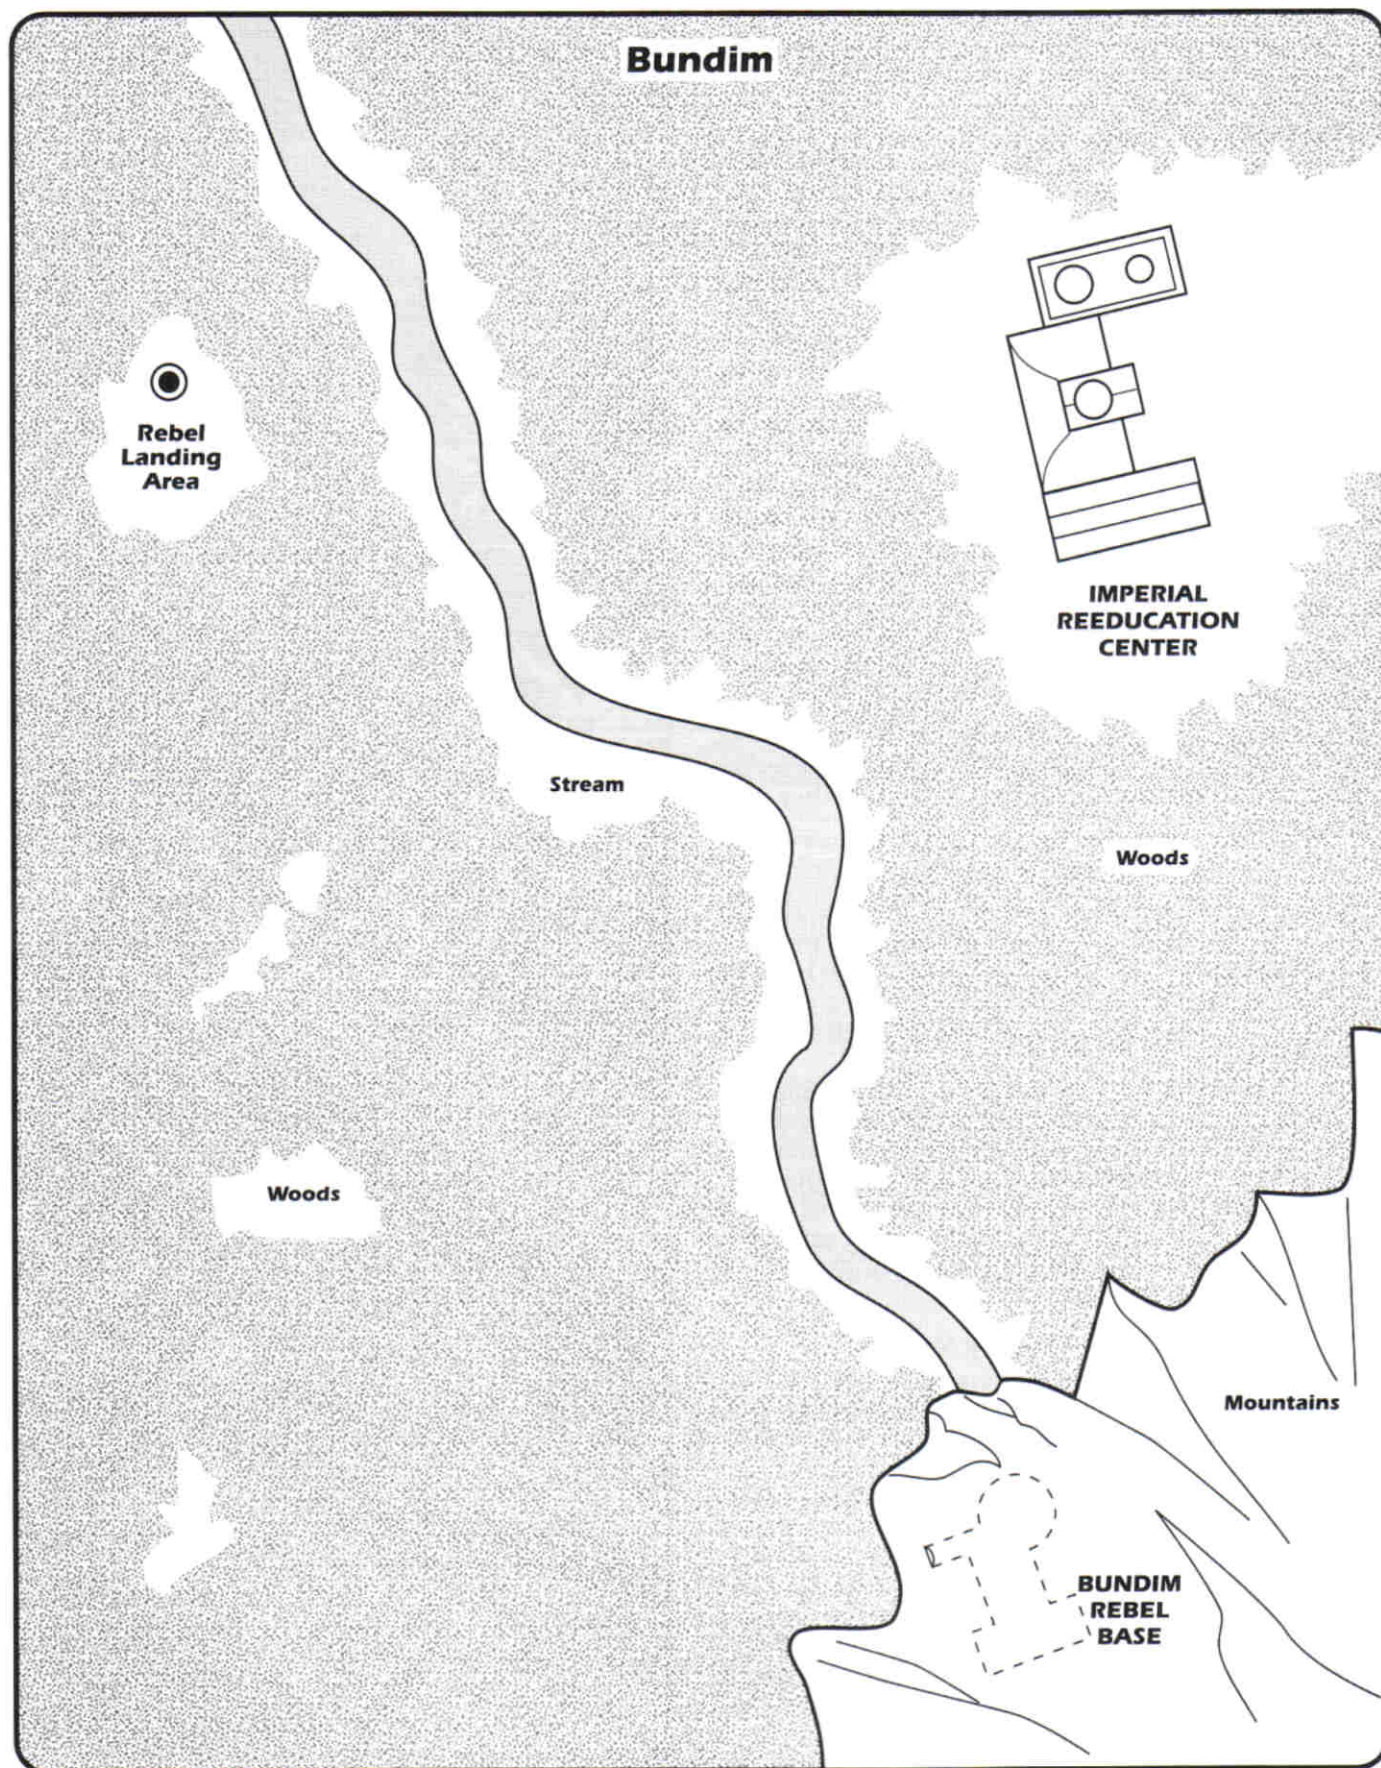 Bundim
Rebel
Landing
Area
IMPERIAL
REEDUCATION
CENTER
Stream
Woods
Woods
Mountains
BUNDIM
REBEL
BASE